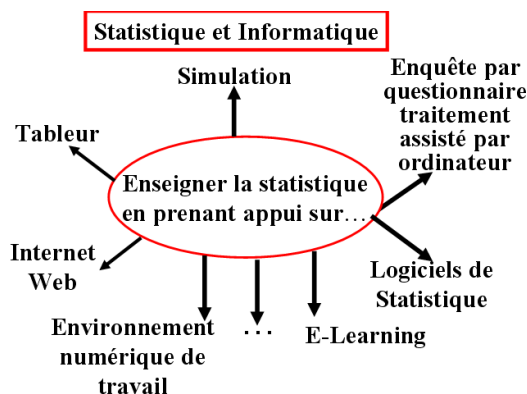 Statistique et Informatique
Simulation
Enquête par
questionnaire
traitement
assisté par
ordinateur
Tableur
Enseigner la statistique
en prenant appui sur…
Internet
Web
Logiciels de
Statistique
Environnement
numérique de
travail
…
E-Learning